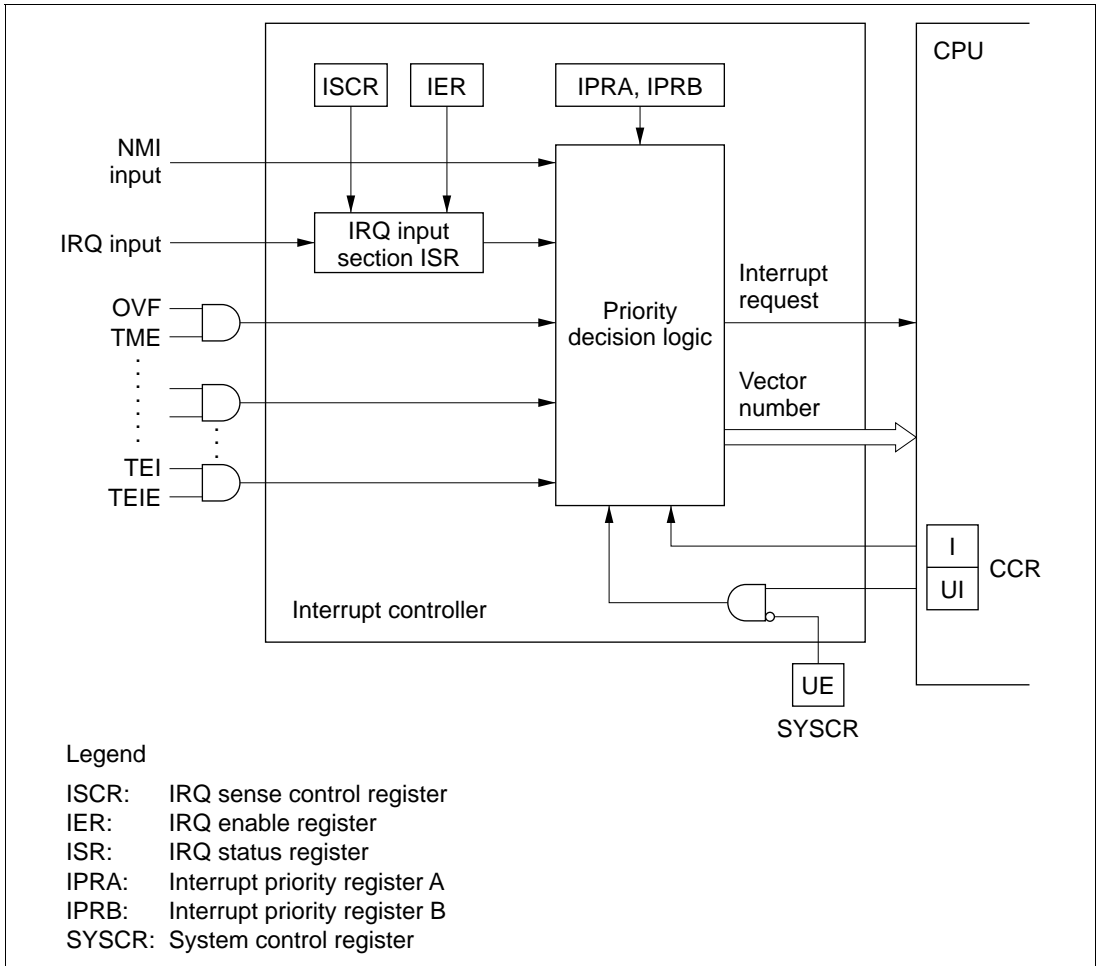 CPU
ISCR
IER
IPRA, IPRB
NMI
input
IRQ input
IRQ input
section ISR
OVF
TME
TEI
TEIE
Priority
decision logic
Interrupt
request
Vector
number
I
UI
CCR
Interrupt controller
UE
SYSCR
Legend
ISCR: IRQ sense control register
IER: IRQ enable register
ISR: IRQ status register
IPRA: Interrupt priority register A
IPRB: Interrupt priority register B
SYSCR: System control register